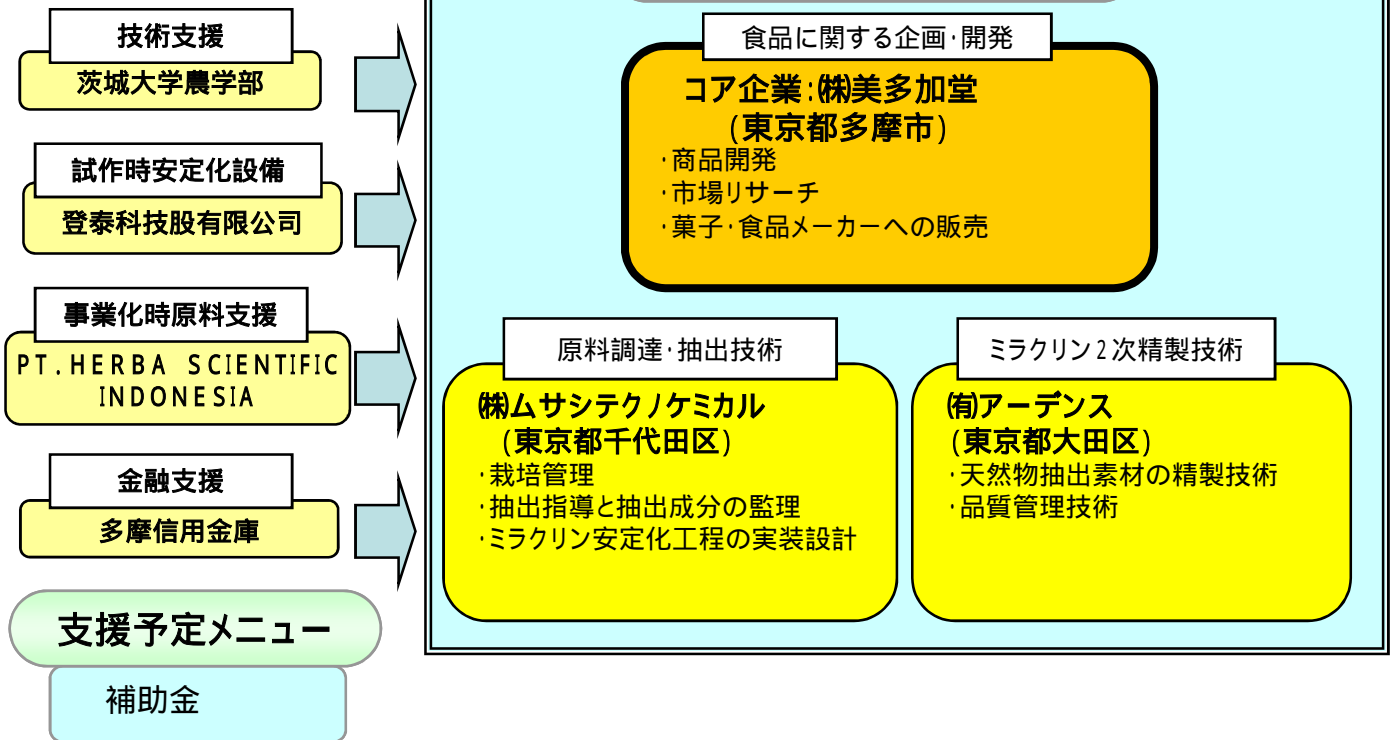 技術支援
茨城大学農学部
試作時安定化設備
登泰科技股有限公司
事業化時原料支援
PT.HERBA SCIENTIFIC
INDONESIA
金融支援
多摩信用金庫
支援予定メニュー
補助金
食品に関する企画・開発
コア企業:㈱美多加堂
(東京都多摩市)
・商品開発
・市場リサーチ
・菓子・食品メーカーへの販売
原料調達・抽出技術
㈱ムサシテクノケミカル
(東京都千代田区)
・栽培管理
・抽出指導と抽出成分の監理
・ミラクリン安定化工程の実装設計
ミラクリン2次精製技術
㈲アーデンス
(東京都大田区)
・天然物抽出素材の精製技術
・品質管理技術